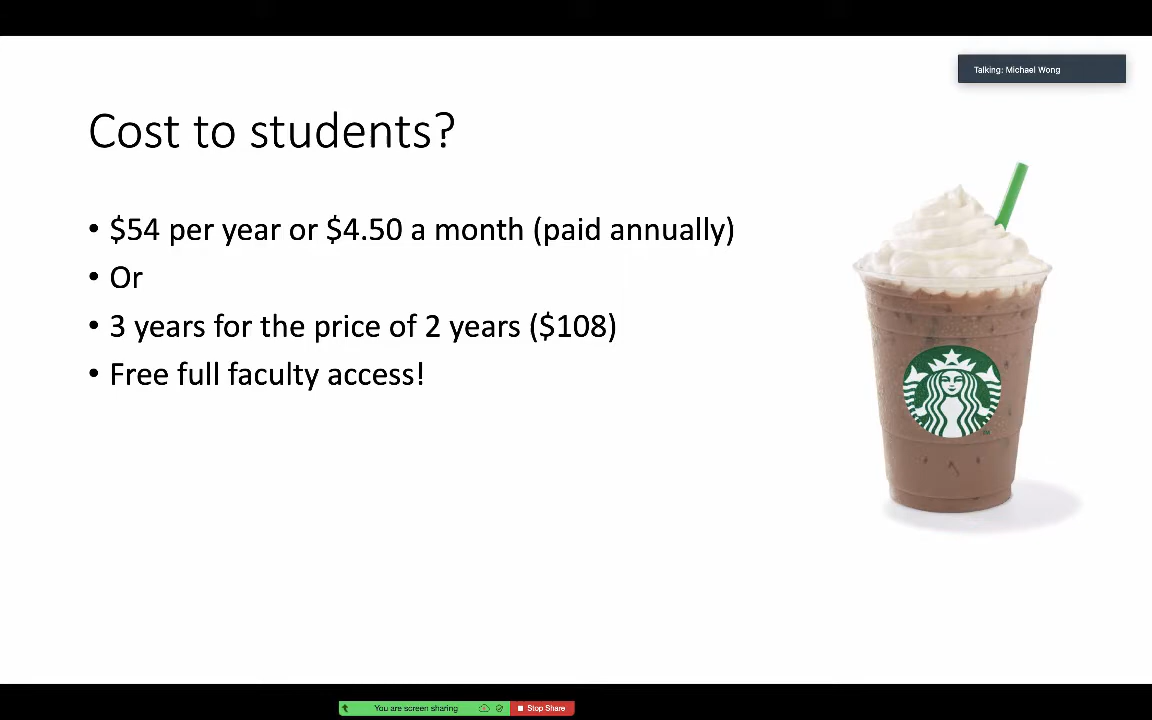 Talking: Michael Wong
Cost to students?
• $54 per year or $4.50 a month (paid annually)
• Or
• 3 years for the price of 2 years ($108)
• Free full faculty access!
You are screen sharing
Stop Share